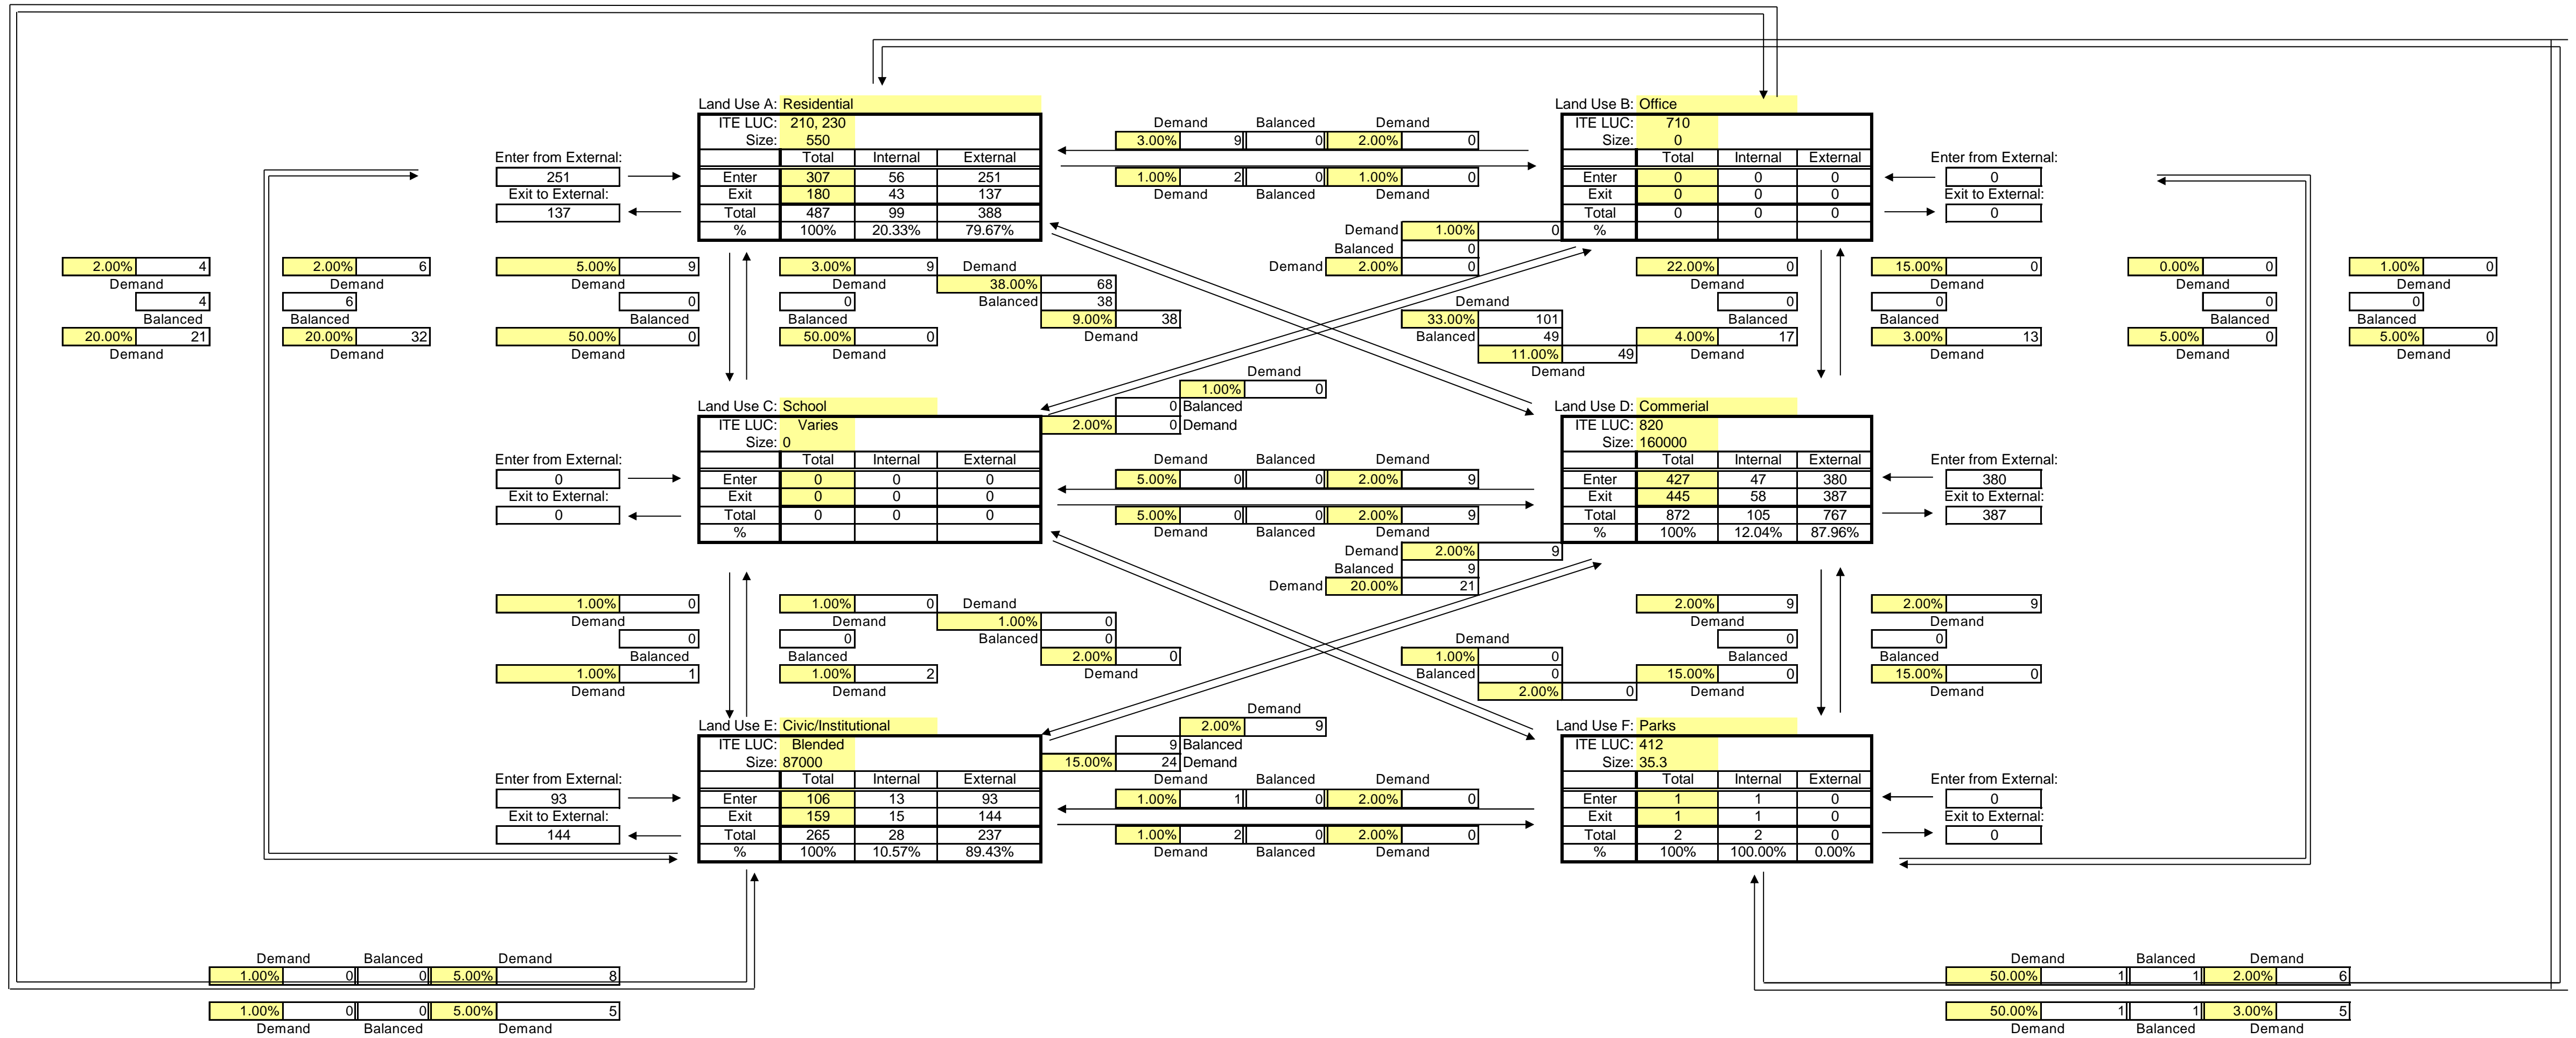 Land Use A: Residential
ITE LUC: 210, 230
Size: 550
Total Internal External
Enter 307 56 251
Exit 180 43 137
Total 487 99 388
% 100% 20.33% 79.67%
Enter from External:
251
Exit to External:
137
Demand Balanced Demand
3.00% 9 0 2.00% 0
1.00% 2 0 1.00% 0
Demand Balanced Demand
Land Use B: Office
ITE LUC: 710
Size: 0
Total Internal External
Enter 0 0 0
Exit 0 0 0
Total 0 0 0
%
Enter from External:
0
Exit to External:
0
Demand 1.00% 0
Balanced 0
Demand 2.00% 0
2.00% 4
Demand
4
Balanced
20.00% 21
Demand
2.00% 6
Demand
6
Balanced
20.00% 32
Demand
5.00% 9
Demand
0
Balanced
50.00% 0
Demand
3.00% 9
Demand
0
Balanced
50.00% 0
Demand
Demand
38.00% 68
Balanced 38
9.00% 38
Demand
Demand
33.00% 101
Balanced 49
11.00% 49
Demand
22.00% 0
Demand
0
Balanced
4.00% 17
Demand
15.00% 0
Demand
0
Balanced
3.00% 13
Demand
0.00% 0
Demand
0
Balanced
5.00% 0
Demand
1.00% 0
Demand
0
Balanced
5.00% 0
Demand
Demand
1.00% 0
0 Balanced
2.00% 0 Demand
Land Use C: School
ITE LUC: Varies
Size: 0
Total Internal External
Enter 0 0 0
Exit 0 0 0
Total 0 0 0
%
Enter from External:
0
Exit to External:
0
Demand Balanced Demand
5.00% 0 0 2.00% 9
5.00% 0 0 2.00% 9
Demand Balanced Demand
Land Use D: Commerial
ITE LUC: 820
Size: 160000
Total Internal External
Enter 427 47 380
Exit 445 58 387
Total 872 105 767
% 100% 12.04% 87.96%
Enter from External:
380
Exit to External:
387
Demand 2.00% 9
Balanced 9
Demand 20.00% 21
1.00% 0
Demand
0
Balanced
1.00% 1
Demand
1.00% 0
Demand
0
Balanced
1.00% 2
Demand
Demand
1.00% 0
Balanced 0
2.00% 0
Demand
Demand
1.00% 0
Balanced 0
2.00% 0
2.00% 9
Demand
0
Balanced
15.00% 0
Demand
2.00% 9
Demand
0
Balanced
15.00% 0
Demand
Demand
2.00% 9
9 Balanced
15.00% 24 Demand
Land Use E: Civic/Institutional
ITE LUC: Blended
Size: 87000
Total Internal External
Enter 106 13 93
Exit 159 15 144
Total 265 28 237
% 100% 10.57% 89.43%
Enter from External:
93
Exit to External:
144
Demand Balanced Demand
1.00% 1 0 2.00% 0
1.00% 2 0 2.00% 0
Demand Balanced Demand
Land Use F: Parks
ITE LUC: 412
Size: 35.3
Total Internal External
Enter 1 1 0
Exit 1 1 0
Total 2 2 0
% 100% 100.00% 0.00%
Enter from External:
0
Exit to External:
0
Demand Balanced Demand
1.00% 0 0 5.00% 8
1.00% 0 0 5.00% 5
Demand Balanced Demand
Demand Balanced Demand
50.00% 1 1 2.00% 6
50.00% 1 1 3.00% 5
Demand Balanced Demand